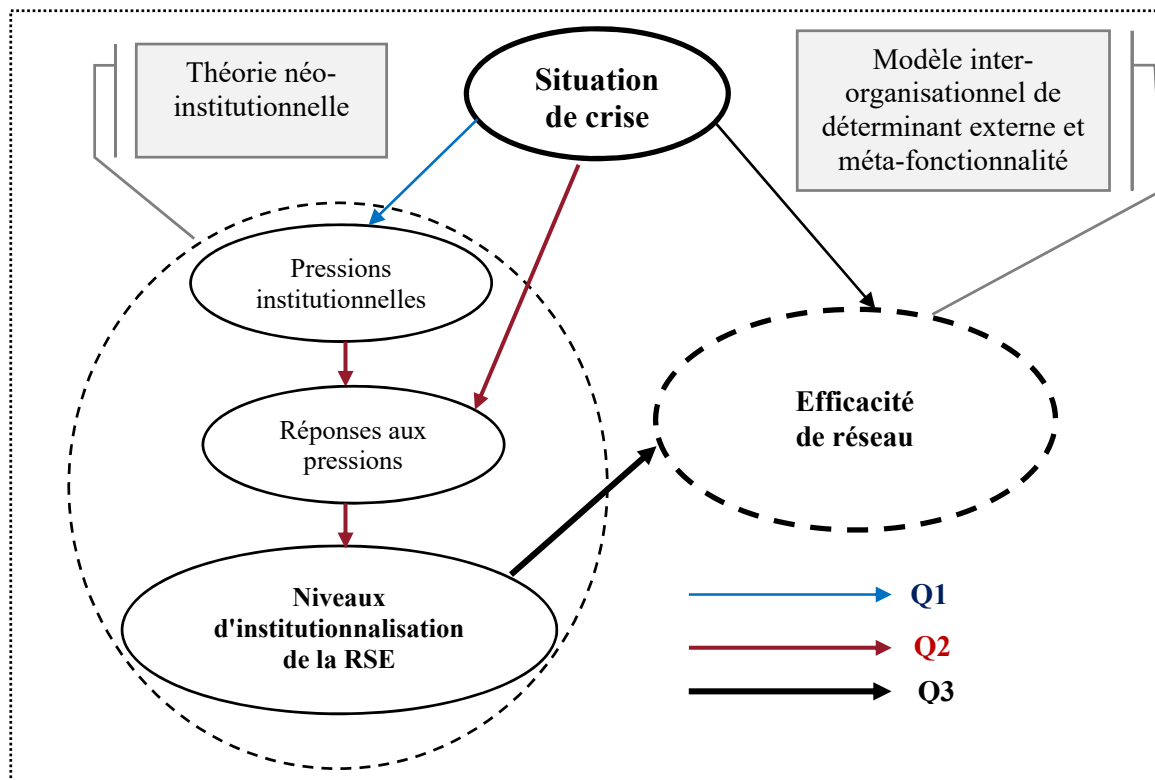 Théorie néo-
institutionnelle
Situation
de crise
Modèle inter-
organisationnel de
déterminant externe et
méta-fonctionnalité
Pressions
institutionnelles
Réponses aux
pressions
Efficacité
de réseau
Niveaux
d'institutionnalisation
de la RSE
Q1
Q2
Q3